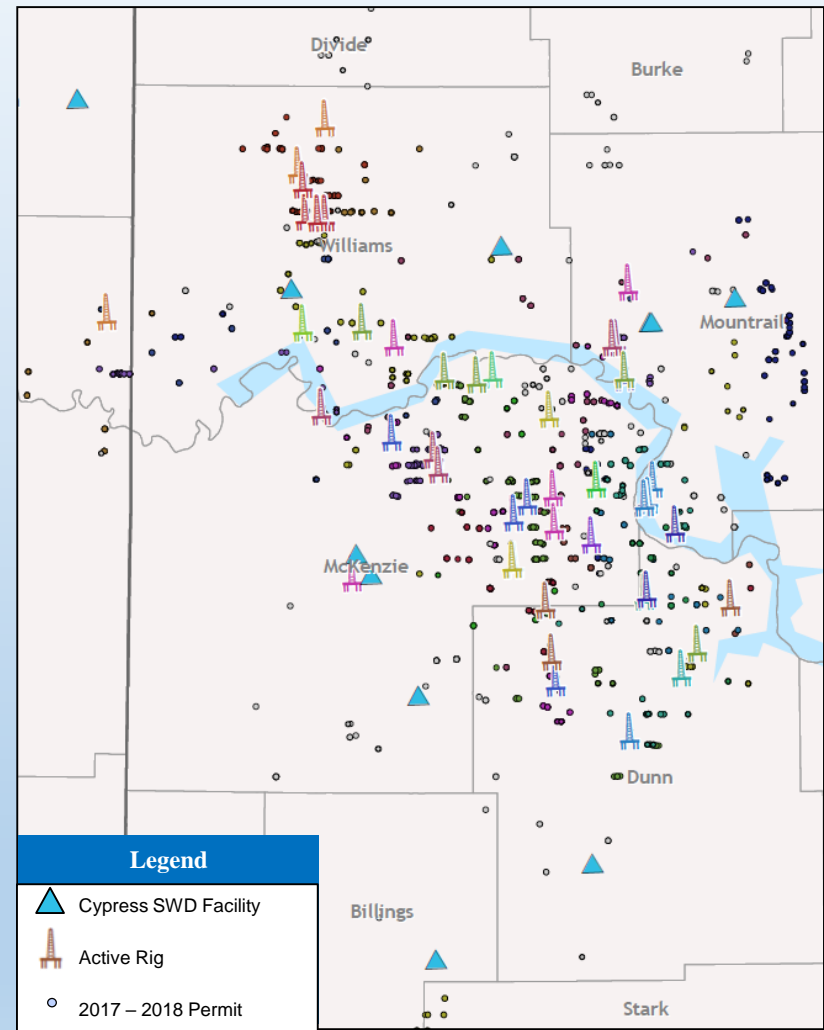 Divide
Burke
Williams
Mountrail
McKenzie
Dunn
Billings
Stark
Legend
Cypress SWD Facility
Active Rig
2017 – 2018 Permit